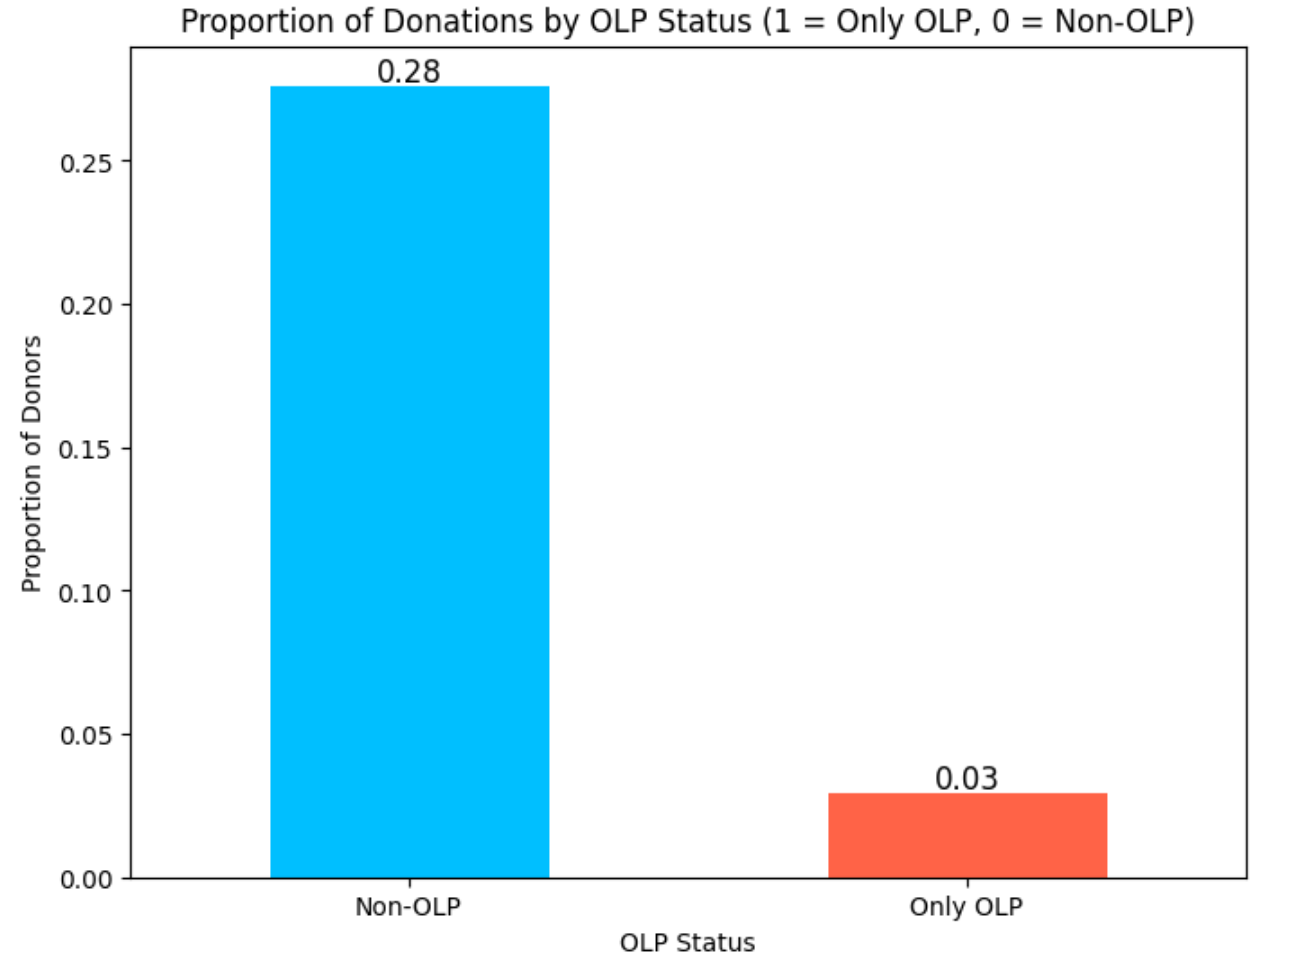 Proportion of Donations by OLP Status (1 = Only OLP, 0 = Non-OLP)
0.28
0.25
0.20
0.15
0.10
0.05
0.00
Proportion of Donors
0.03
Non-OLP
Only OLP
OLP Status